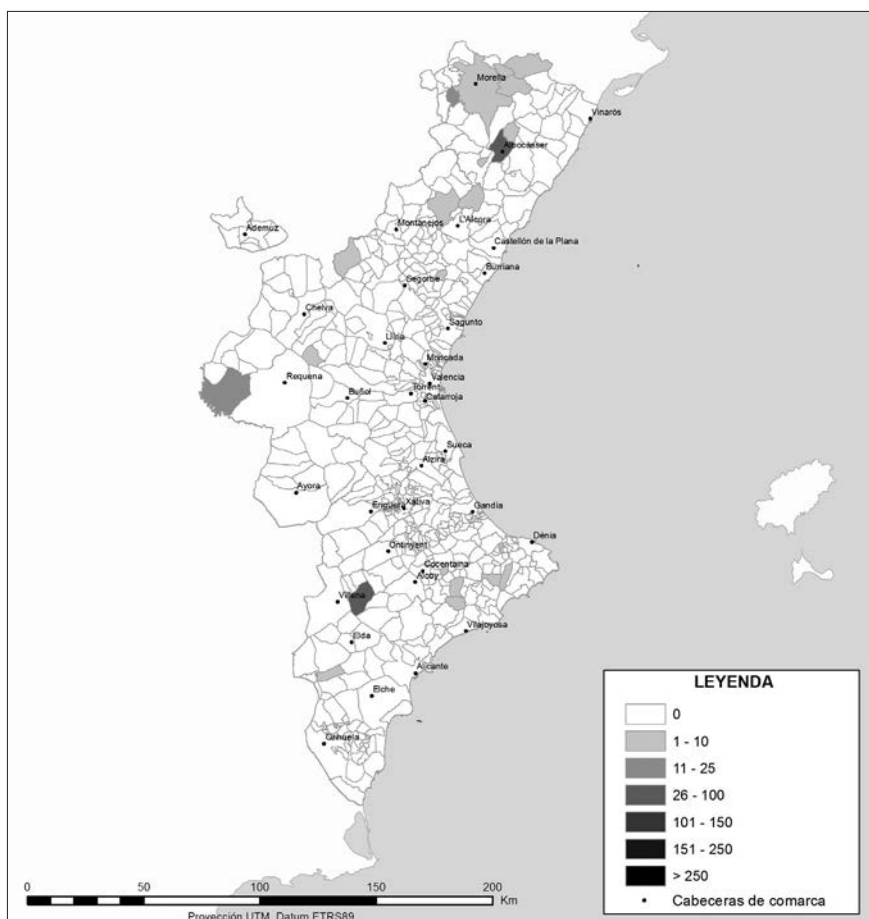 Morella
Vinaròs
Albocàsser
Ademuz
Montanejos
L'Alcora
Castellón de la Plana
Burriana
Segorbe
Chelva
Sagunto
Llíria
Moncada
Valencia
Requena
Torrent
Buñol
Catarroja
Sueca
Alzira
Ayora
Xàtiva
Enguera
Gandía
Dénia
Ontinyent
Cocentaina
Alcoy
Villena
Vilajoyosa
Elda
Alicante
Elche
Orihuela
LEYENDA
0
1 - 10
11 - 25
26 - 100
101 - 150
151 - 250
> 250
Cabeceras de comarca
0 50 100 150 200
Km
Proyección UTM. Datum ETRS89